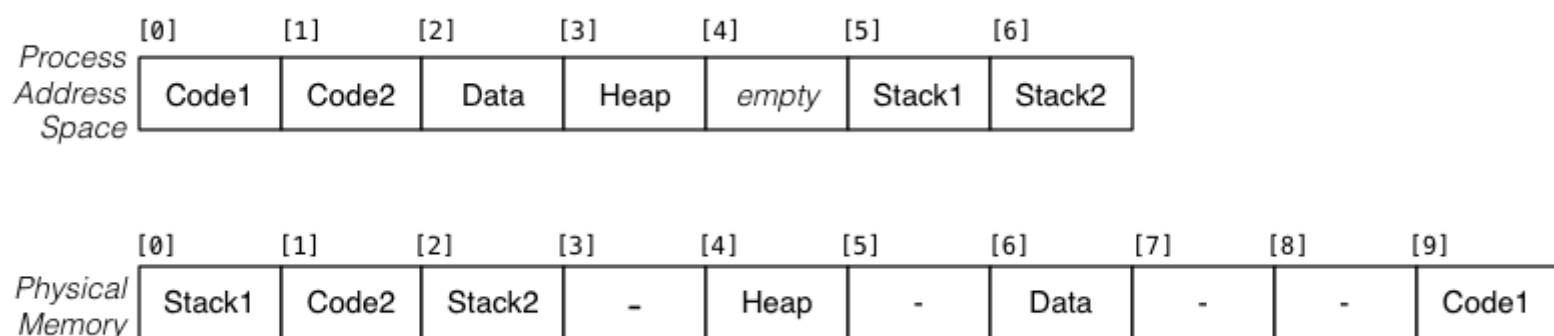 [0] [1] [2] [3] [4] [5] [6]
Process
Address
Space
Code1 Code2 Data Heap empty Stack1 Stack2
[0] [1] [2] [3] [4] [5] [6] [7] [8] [9]
Physical
Memory
Stack1 Code2 Stack2 - Heap - Data - - Code1